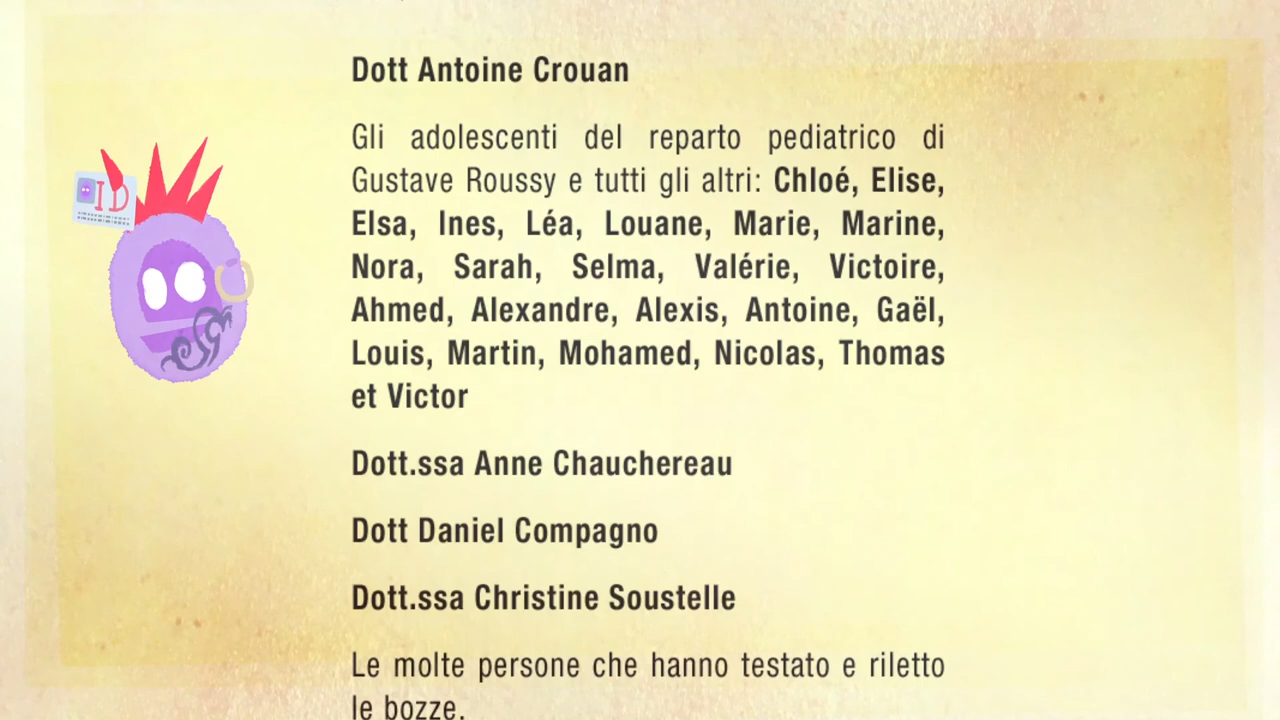 Dott Antoine Crouan
Gli adolescenti del reparto pediatrico di
Gustave Roussy e tutti gli altri: Chloé, Elise,
Elsa, Ines, Léa, Louane, Marie, Marine,
Nora, Sarah, Selma, Valérie, Victoire,
Ahmed, Alexandre, Alexis, Antoine, Gaël,
Louis, Martin, Mohamed, Nicolas, Thomas
et Victor
Dott.ssa Anne Chauchereau
Dott Daniel Compagno
Dott.ssa Christine Soustelle
Le molte persone che hanno testato e riletto
le bozze.
ID